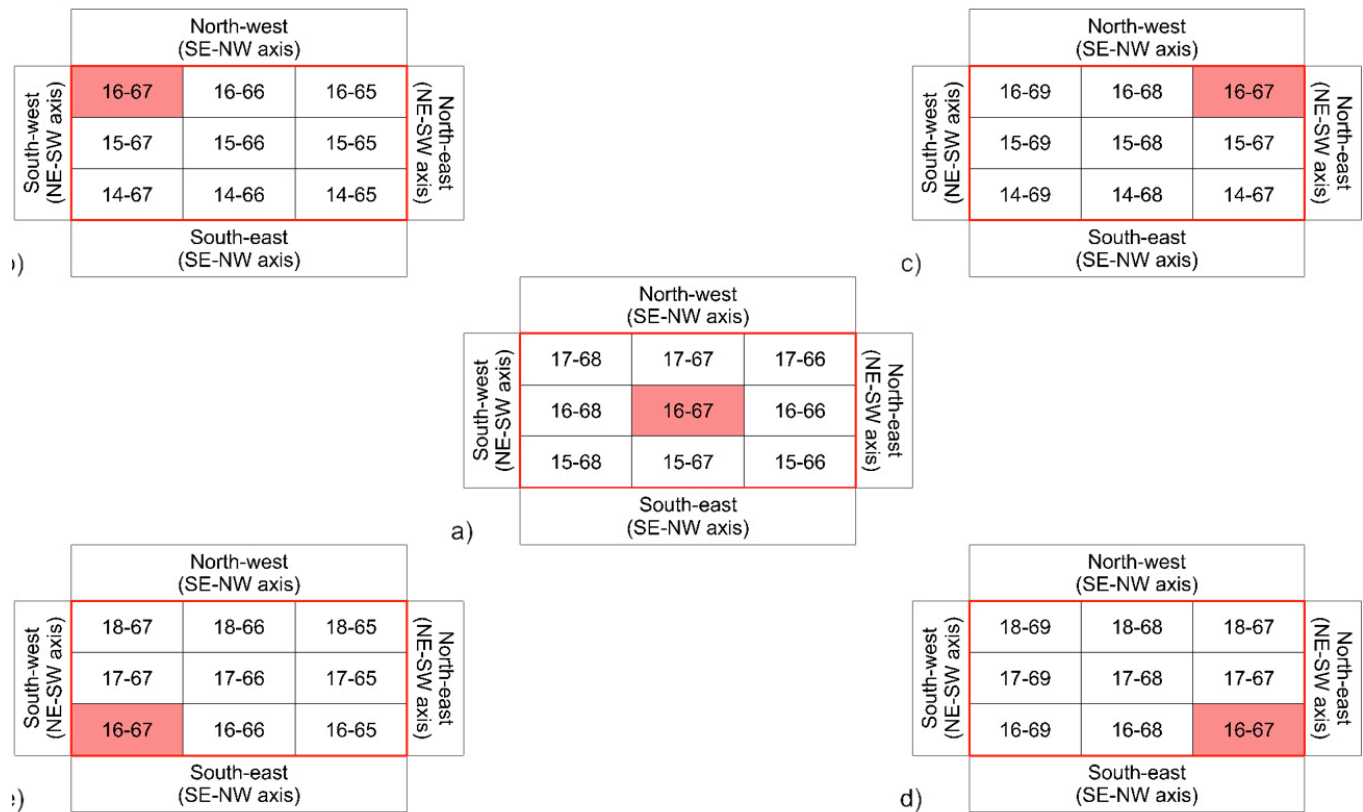 North-west
(SE-NW axis)
South-west
(NE-SW axis)
16-67 16-66 16-65
15-67 15-66 15-65
14-67 14-66 14-65
North-east
(NE-SW axis)
South-east
(SE-NW axis)
)
North-west
(SE-NW axis)
South-west
(NE-SW axis)
16-69 16-68 16-67
15-69 15-68 15-67
14-69 14-68 14-67
North-east
(NE-SW axis)
South-east
(SE-NW axis)
c)
North-west
(SE-NW axis)
South-west
(NE-SW axis)
17-68 17-67 17-66
16-68 16-67 16-66
15-68 15-67 15-66
North-east
(NE-SW axis)
South-east
(SE-NW axis)
a)
North-west
(SE-NW axis)
South-west
(NE-SW axis)
18-67 18-66 18-65
17-67 17-66 17-65
16-67 16-66 16-65
North-east
(NE-SW axis)
South-east
(SE-NW axis)
e)
North-west
(SE-NW axis)
South-west
(NE-SW axis)
18-69 18-68 18-67
17-69 17-68 17-67
16-69 16-68 16-67
North-east
(NE-SW axis)
South-east
(SE-NW axis)
d)